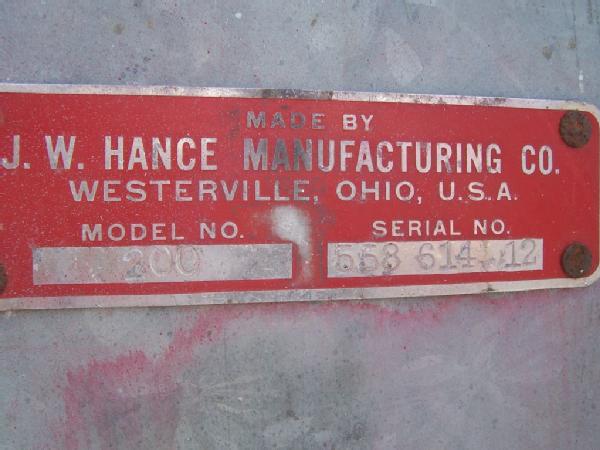 MADE BY
J. W. HANCE MANUFACTURING CO.
WESTERVILLE, OHIO, U.S.A.
MODEL NO. SERIAL NO.
200